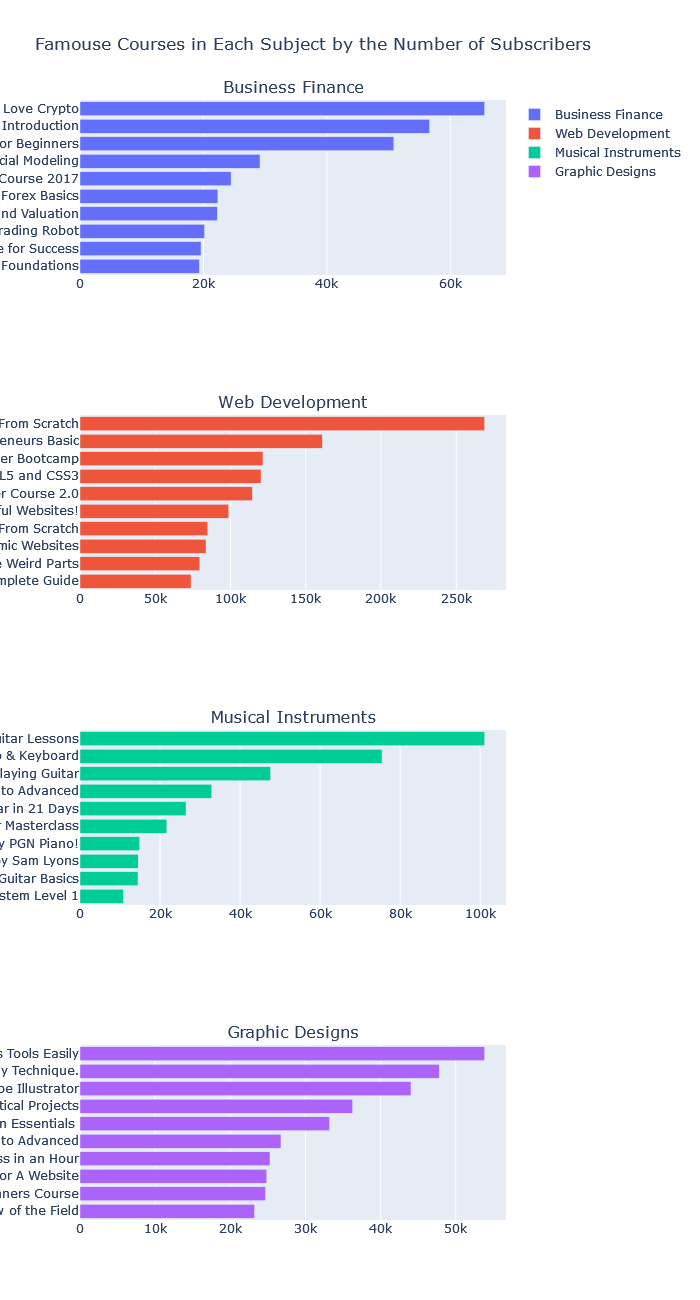 Famouse Courses in Each Subject by the Number of Subscribers
Business Finance
Love Crypto
Introduction
or Beginners
cial Modeling
Course 2017
Forex Basics
nd Valuation
rading Robot
e for Success
Foundations
0 20k 40k 60k
Business Finance
Web Development
Musical Instruments
Graphic Designs
Web Development
From Scratch
eneurs Basic
er Bootcamp
L5 and CSS3
er Course 2.0
ful Websites!
From Scratch
mic Websites
e Weird Parts
mplete Guide
0 50k 100k 150k 200k 250k
Musical Instruments
itar Lessons
o & Keyboard
laying Guitar
to Advanced
ar in 21 Days
r Masterclass
y PGN Piano!
by Sam Lyons
Guitar Basics
stem Level 1
0 20k 40k 60k 80k 100k
Graphic Designs
s Tools Easily
y Technique.
be Illustrator
tical Projects
n Essentials
to Advanced
ss in an Hour
or A Website
nners Course
w of the Field
0 10k 20k 30k 40k 50k